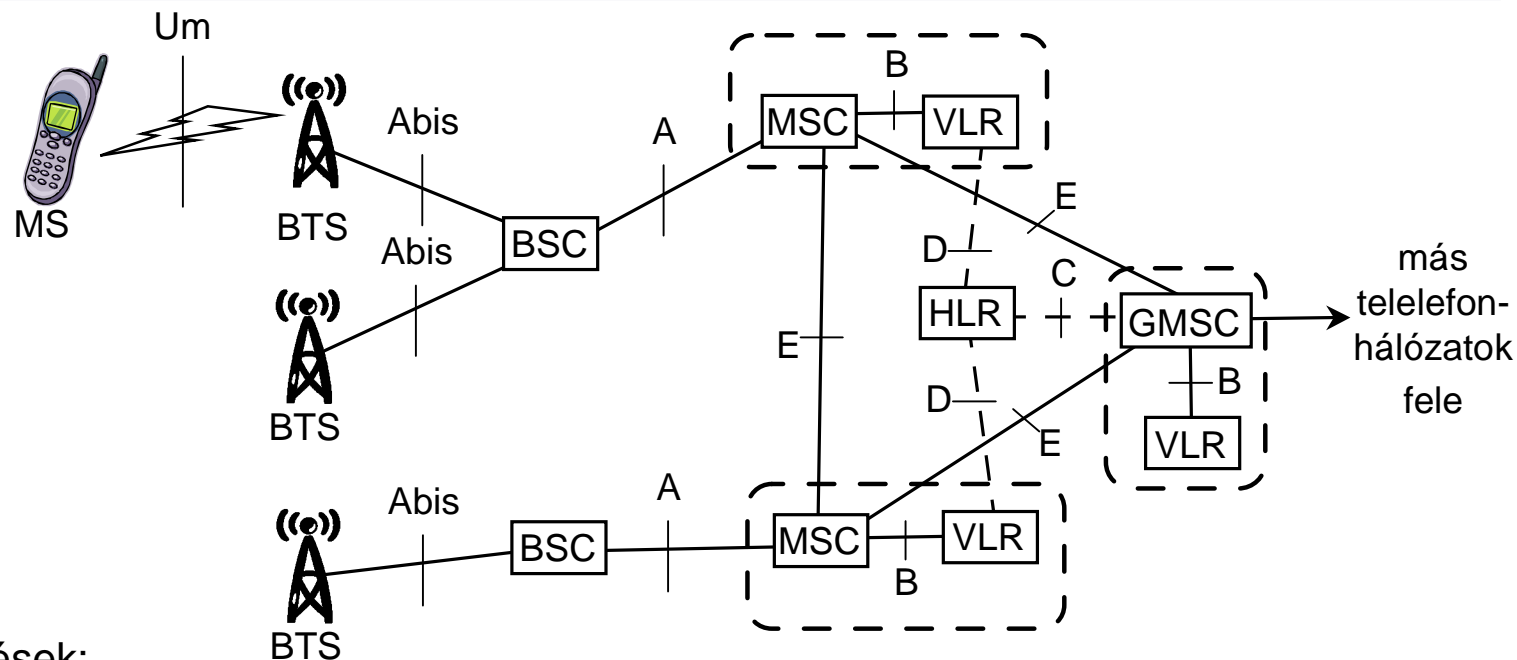 Um
MS
BTS
Abis
Abis
BTS
BSC
A
MSC
B
VLR
E
D
HLR
C
GMSC
B
VLR
E
D
E
más
telelefon-
hálózatok
fele
BTS
Abis
BSC
A
MSC
B
VLR
ések: